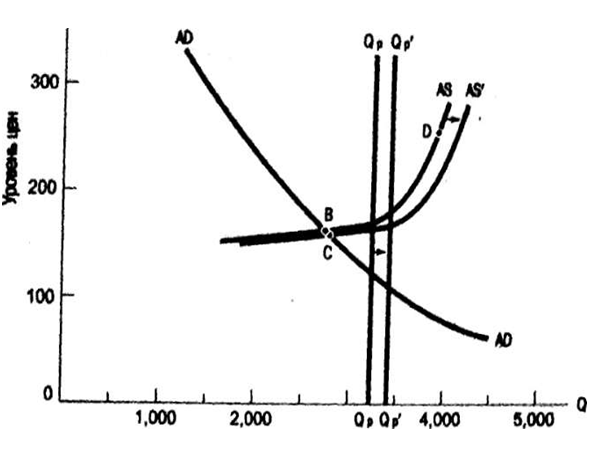 AD
Qp Qp'
300
AS AS'
D
Уровень цен
200
B
C
100
AD
0
1,000
2,000
Qp Qp'
4,000
5,000
Q